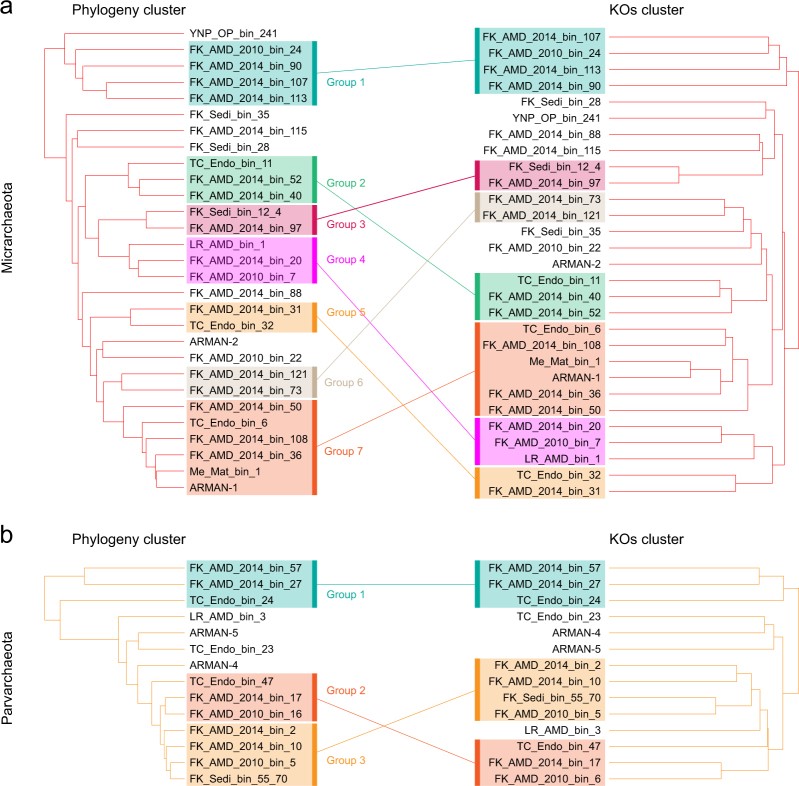 a
Phylogeny cluster
KOs cluster
Micrarchaeota
YNP_OP_bin_241
FK_AMD_2010_bin_24
FK_AMD_2014_bin_90
FK_AMD_2014_bin_107
FK_AMD_2014_bin_113
FK_Sedi_bin_35
FK_AMD_2014_bin_115
FK_Sedi_bin_28
TC_Endo_bin_11
FK_AMD_2014_bin_52
FK_AMD_2014_bin_40
FK_Sedi_bin_12_4
FK_AMD_2014_bin_97
LR_AMD_bin_1
FK_AMD_2014_bin_20
FK_AMD_2010_bin_7
FK_AMD_2014_bin_88
FK_AMD_2014_bin_31
TC_Endo_bin_32
ARMAN-2
FK_AMD_2010_bin_22
FK_AMD_2014_bin_121
FK_AMD_2014_bin_73
FK_AMD_2014_bin_50
TC_Endo_bin_6
FK_AMD_2014_bin_108
FK_AMD_2014_bin_36
Me_Mat_bin_1
ARMAN-1
Group 1
Group 2
Group 3
Group 4
Group 5
Group 6
Group 7
FK_AMD_2014_bin_107
FK_AMD_2010_bin_24
FK_AMD_2014_bin_113
FK_AMD_2014_bin_90
FK_Sedi_bin_28
YNP_OP_bin_241
FK_AMD_2014_bin_88
FK_AMD_2014_bin_115
FK_Sedi_bin_12_4
FK_AMD_2014_bin_97
FK_AMD_2014_bin_73
FK_AMD_2014_bin_121
FK_Sedi_bin_35
FK_AMD_2010_bin_22
ARMAN-2
TC_Endo_bin_11
FK_AMD_2014_bin_40
FK_AMD_2014_bin_52
TC_Endo_bin_6
FK_AMD_2014_bin_108
Me_Mat_bin_1
ARMAN-1
FK_AMD_2014_bin_36
FK_AMD_2014_bin_50
FK_AMD_2014_bin_20
FK_AMD_2010_bin_7
LR_AMD_bin_1
TC_Endo_bin_32
FK_AMD_2014_bin_31
b
Phylogeny cluster
KOs cluster
Parvarchaeota
FK_AMD_2014_bin_57
FK_AMD_2014_bin_27
TC_Endo_bin_24
LR_AMD_bin_3
ARMAN-5
TC_Endo_bin_23
ARMAN-4
TC_Endo_bin_47
FK_AMD_2014_bin_17
FK_AMD_2010_bin_16
FK_AMD_2014_bin_2
FK_AMD_2014_bin_10
FK_AMD_2010_bin_5
FK_Sedi_bin_55_70
Group 1
Group 2
Group 3
FK_AMD_2014_bin_57
FK_AMD_2014_bin_27
TC_Endo_bin_24
TC_Endo_bin_23
ARMAN-4
ARMAN-5
FK_AMD_2014_bin_2
FK_AMD_2014_bin_10
FK_Sedi_bin_55_70
FK_AMD_2010_bin_5
LR_AMD_bin_3
TC_Endo_bin_47
FK_AMD_2014_bin_17
FK_AMD_2010_bin_6